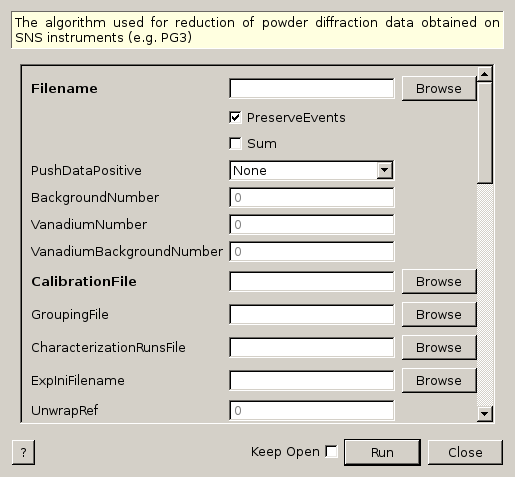 The algorithm used for reduction of powder diffraction data obtained on
SNS instruments (e.g. PG3)
Filename Browse
PreserveEvents
Sum
PushDataPositive None
BackgroundNumber 0
VanadiumNumber 0
VanadiumBackgroundNumber 0
CalibrationFile Browse
GroupingFile Browse
CharacterizationRunsFile Browse
ExpIniFilename Browse
UnwrapRef 0
? Keep Open Run Close